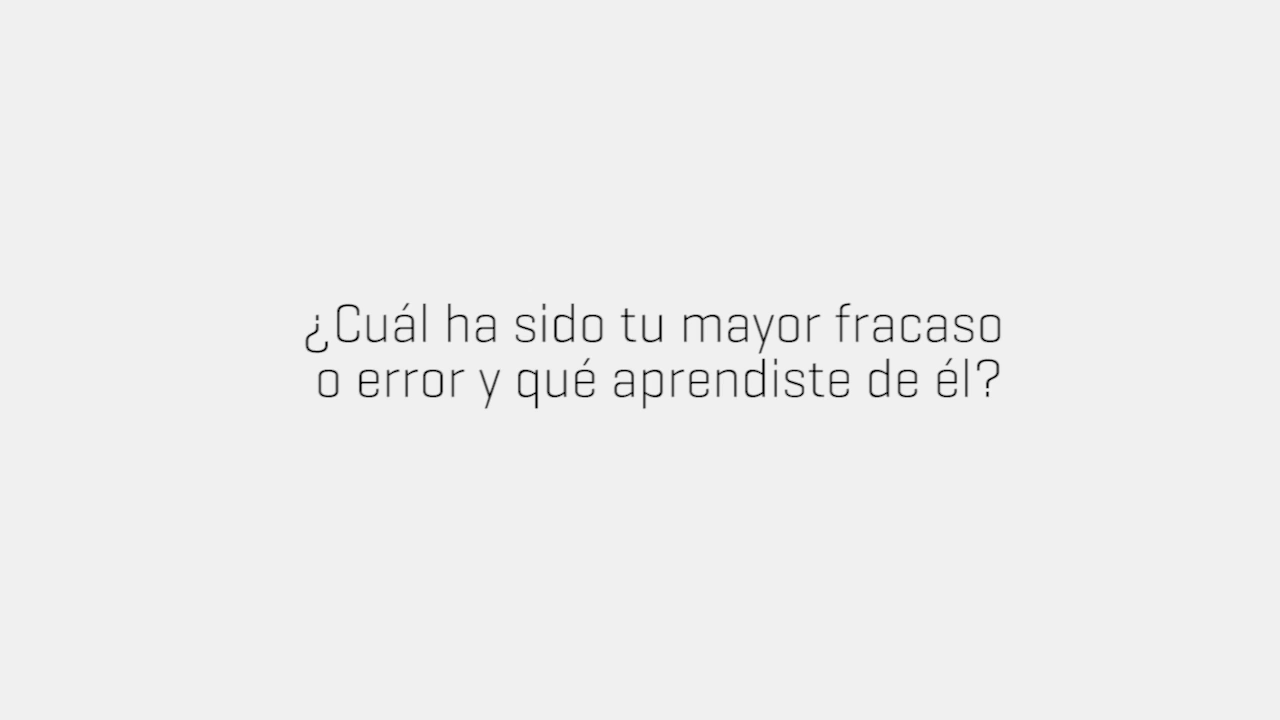 ¿Cuál ha sido tu mayor fracaso
o error y qué aprendiste de él?